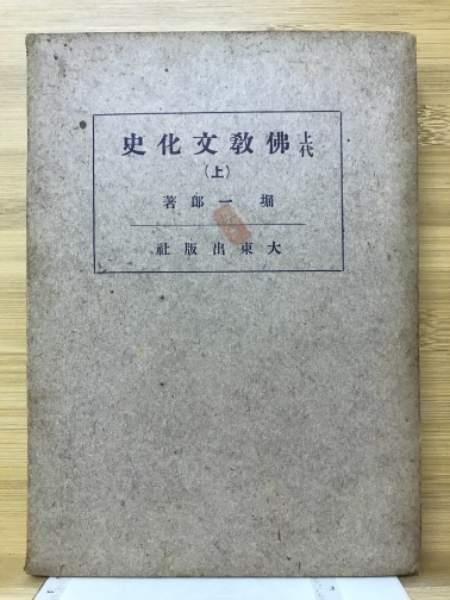 上代佛教文化史
(上)
堀一郎著
大東出版社